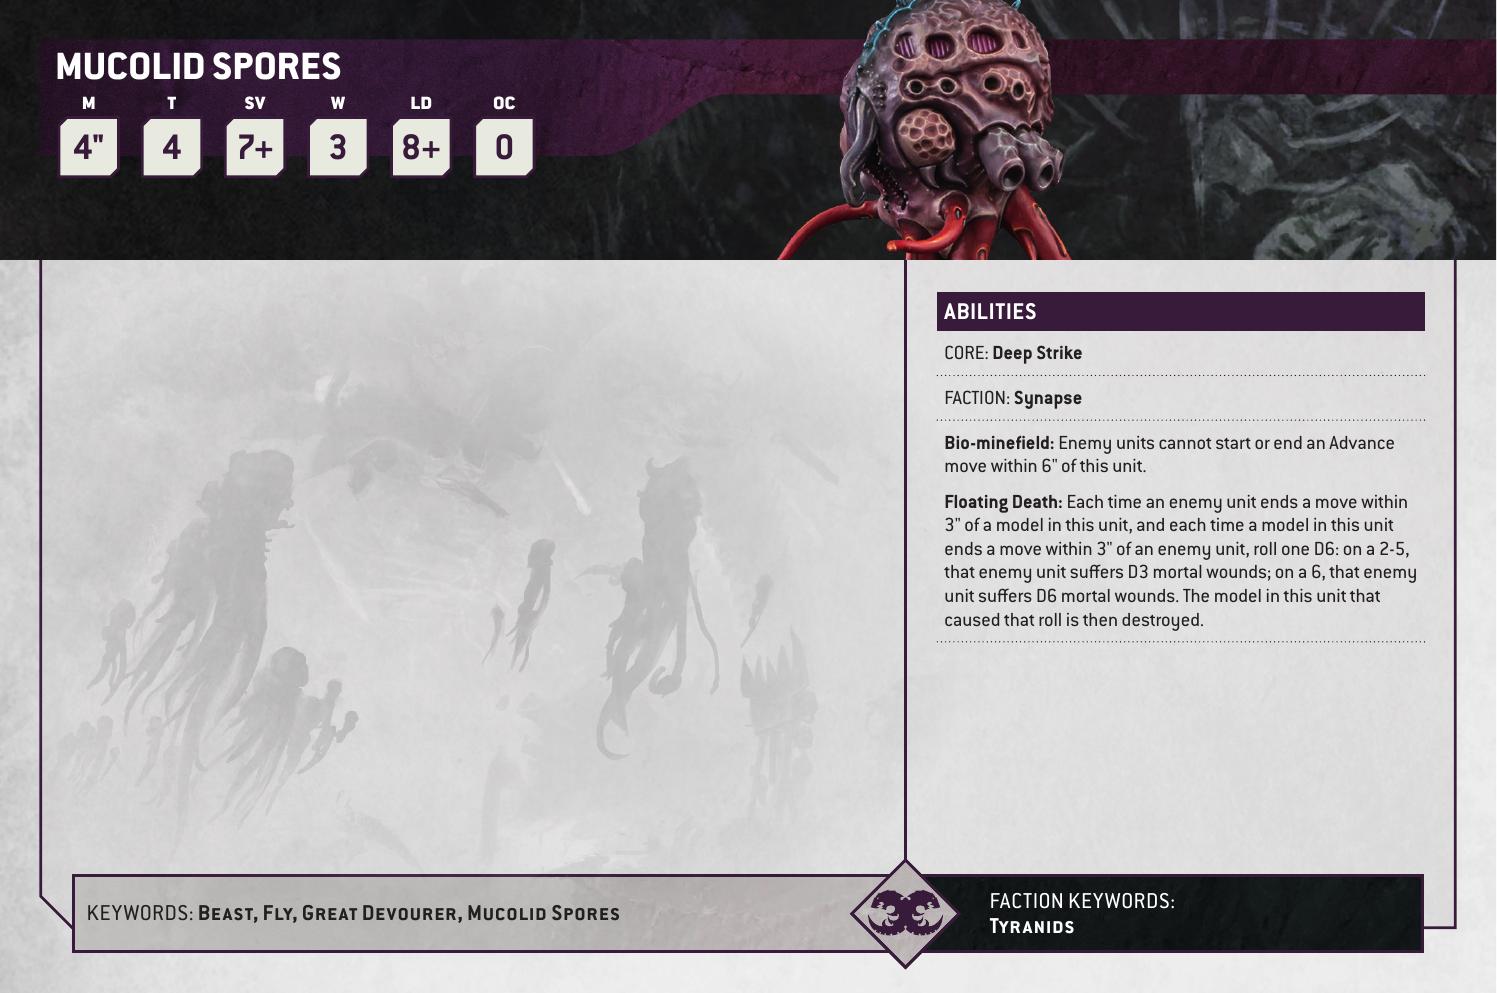 MUCOLID SPORES
M T SV W LD OC
4" 4 7+ 3 8+ 0
ABILITIES
CORE: Deep Strike
FACTION: Synapse
Bio-minefield: Enemy units cannot start or end an Advance
move within 6" of this unit.
Floating Death: Each time an enemy unit ends a move within
3" of a model in this unit, and each time a model in this unit
ends a move within 3" of an enemy unit, roll one D6: on a 2-5,
that enemy unit suffers D3 mortal wounds; on a 6, that enemy
unit suffers D6 mortal wounds. The model in this unit that
caused that roll is then destroyed.
KEYWORDS: BEAST, FLY, GREAT DEVOURER, MUCOLID SPORES
FACTION KEYWORDS:
TYRANIDS